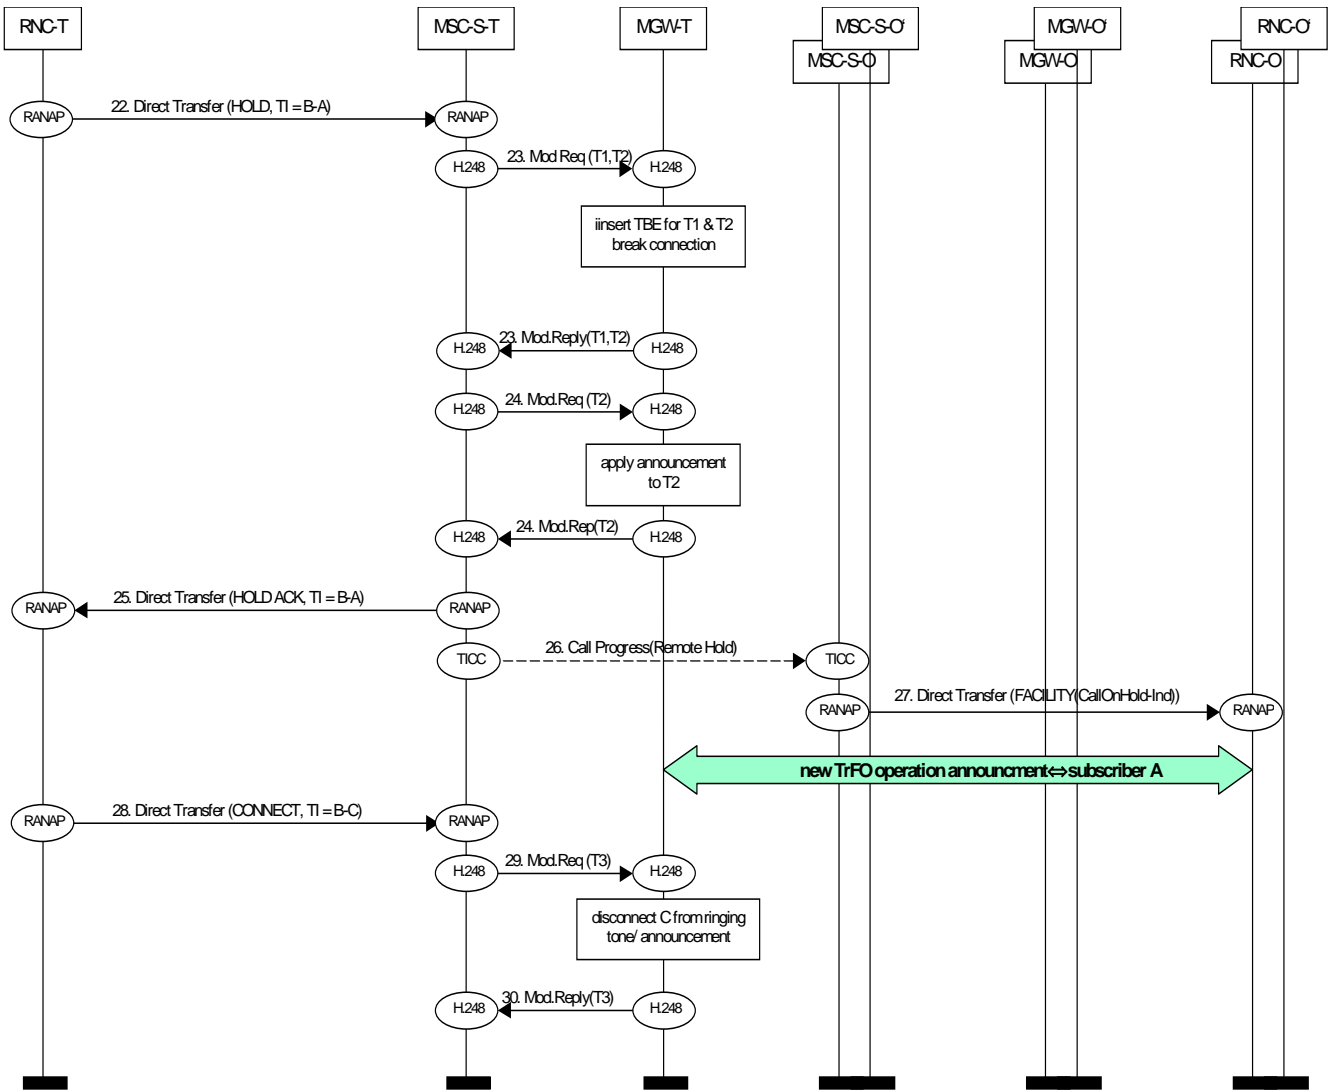 RNC-T
MSC-S-T
MGW-T
MSC-S-O'
MGW-O'
RNC-O'
MSC-S-O
MGW-O
RNC-O
RANAP
22. Direct Transfer (HOLD, TI = B-A)
RANAP
H.248
23. Mod Req (T1,T2)
H.248
iinsert TBE for T1 & T2
break connection
H.248
23. Mod.Reply(T1,T2)
H.248
H.248
24. Mod.Req (T2)
H.248
apply announcement
to T2
H.248
24. Mod.Rep(T2)
H.248
RANAP
25. Direct Transfer (HOLD ACK, TI = B-A)
RANAP
TICC
26. Call Progress(Remote Hold)
TICC
RANAP
27. Direct Transfer (FACILITY(CallOnHold-Ind))
RANAP
new TrFO operation announcment⇔subscriber A
RANAP
28. Direct Transfer (CONNECT, TI = B-C)
RANAP
H.248
29. Mod.Req (T3)
H.248
disconnect C from ringing
tone/ announcement
H.248
30. Mod.Reply(T3)
H.248